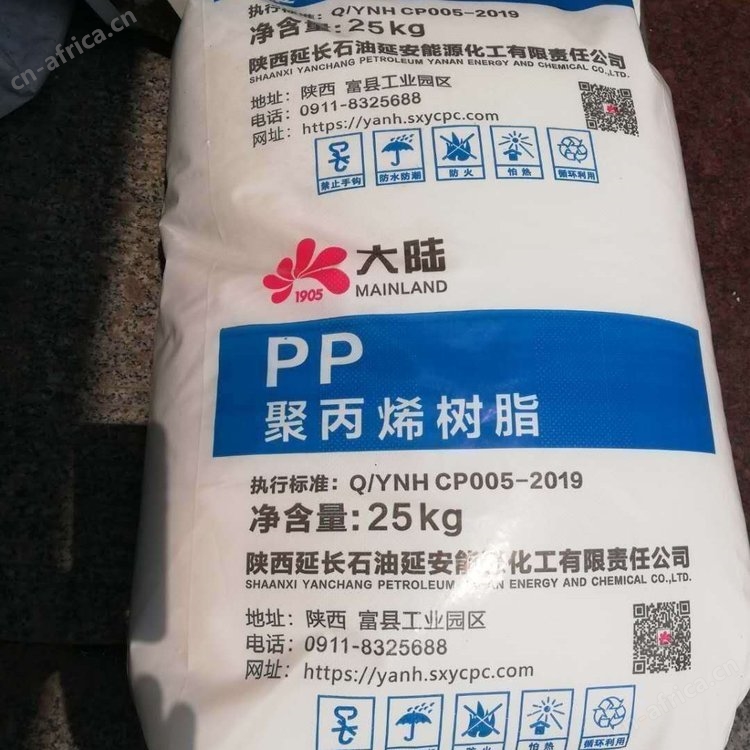 cn-africa.cn
执行标准: Q/YNH CP005-2019
净含量:25kg
陕西延长石油延安能源化工有限责任公司
SHAANXI YANCHANG PETROLEUM YANAN ENERGY AND CHEMICAL CO.,LTD.
地址: 陕西 富县工业园区
电话: 0911-8325688
网址: https://yanh.sxycpc.com
禁止手钩 防水防潮 防火 怕热 循环利用
1905
大陆
MAINLAND
PP
聚丙烯树脂
执行标准: Q/YNH CP005-2019
净含量:25kg
陕西延长石油延安能源化工有限责任公司
SHAANXI YANCHANG PETROLEUM YANAN ENERGY AND CHEMICAL CO.,LTD.
地址: 陕西 富县工业园区
电话: 0911-8325688
网址: https://yanh.sxycpc.com
防火 怕热 循环利用